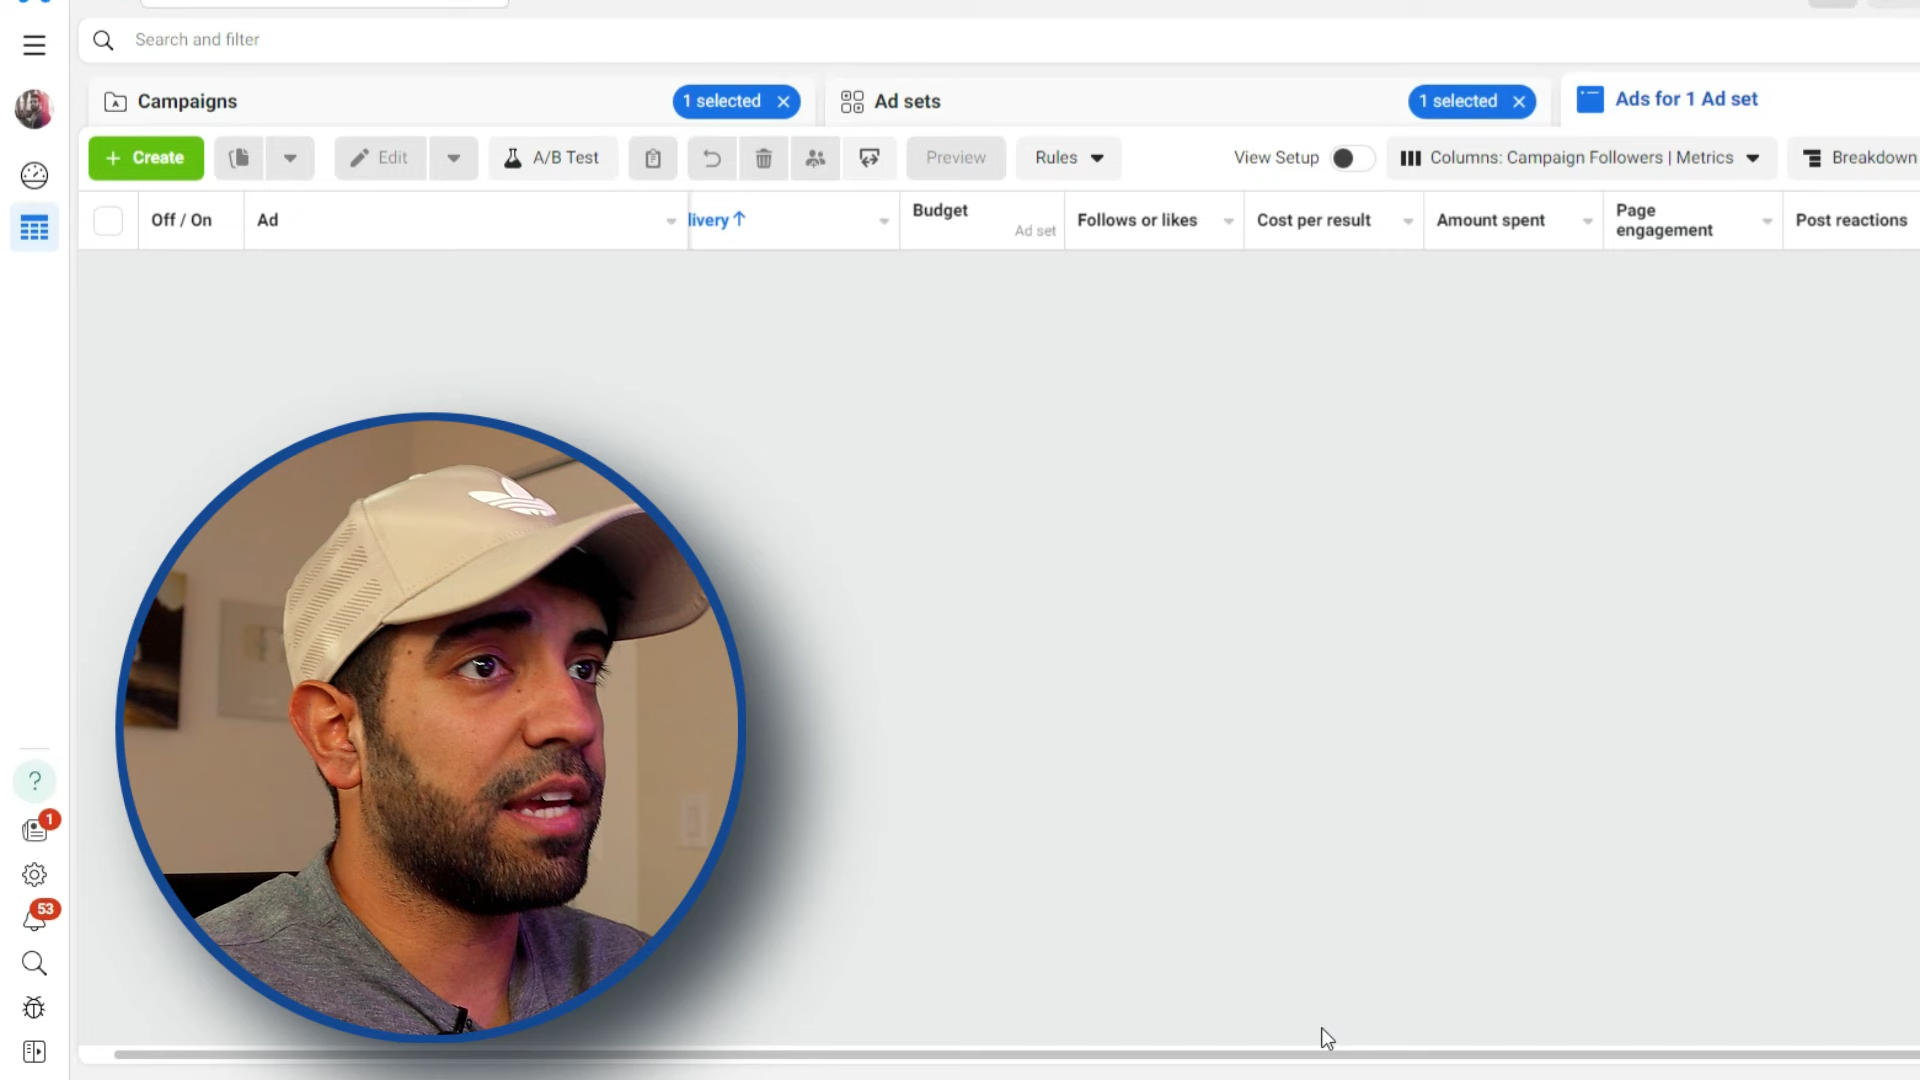 Search and filter
Campaigns
1 selected
Ad sets
1 selected
Ads for 1 Ad set
+ Create
Edit
A/B Test
Preview
Rules
View Setup
Columns: Campaign Followers | Metrics
Breakdown
Off / On
Ad
livery ↑
Budget
Ad set
Follows or likes
Cost per result
Amount spent
Page
engagement
Post reactions
?
1
53